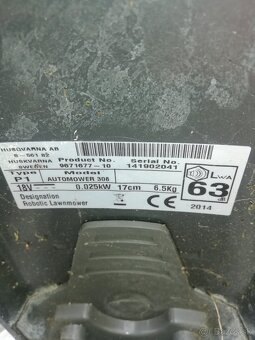 HUSQVARNA AB
S-561 82
HUSKVARNA
SWEDEN
Product No. Serial No.
9671677-10 141902041
Type Model
P1 AUTOMOWER 308
18V 0.025kW 17cm 6.5Kg
Designation
Robotic Lawnmower
CE
LWA
63
dB
2014